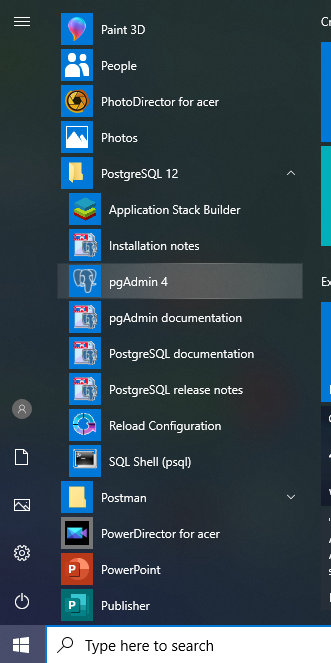 Paint 3D
People
PhotoDirector for acer
Photos
PostgreSQL 12
Application Stack Builder
Installation notes
pgAdmin 4
pgAdmin documentation
PostgreSQL documentation
PostgreSQL release notes
Reload Configuration
SQL Shell (psql)
Postman
PowerDirector for acer
PowerPoint
Publisher
Type here to search
Cr
Ex